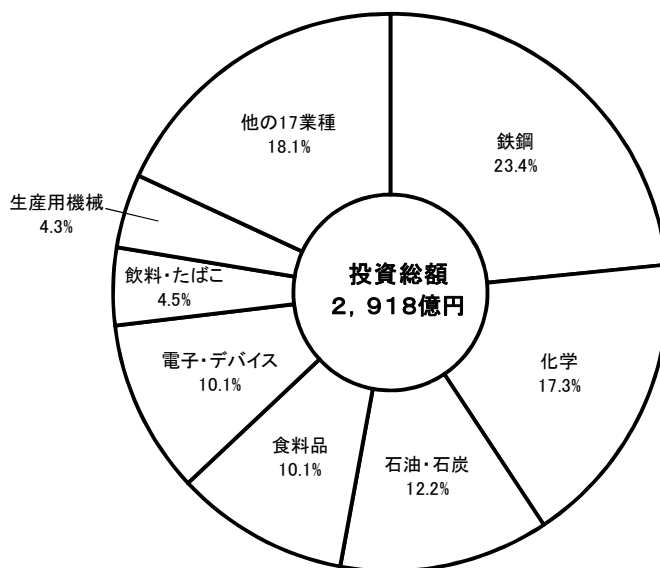 他の17業種
18.1%
鉄鋼
23.4%
生産用機械
4.3%
飲料・たばこ
4.5%
投資総額
2,918億円
電子・デバイス
10.1%
化学
17.3%
食料品
10.1%
石油・石炭
12.2%